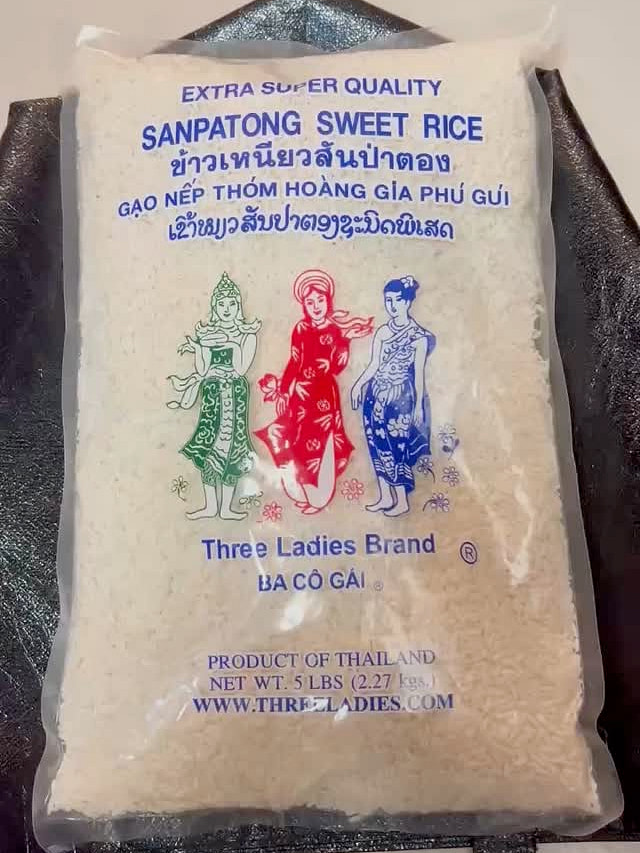 EXTRA SUPER QUALITY
SANPATONG SWEET RICE
ข้าวเหนียวสันป่าตอง
GẠO NẾP THƠM HOÀNG GIA PHÚ GUÍ
ເຂົ້າໜຽວສັນປາຕອງຊະນິດພິເສດ
Three Ladies Brand ®
BA CÔ GÁI ®
PRODUCT OF THAILAND
NET WT. 5 LBS (2.27 kgs.)
WWW.THREELADIES.COM